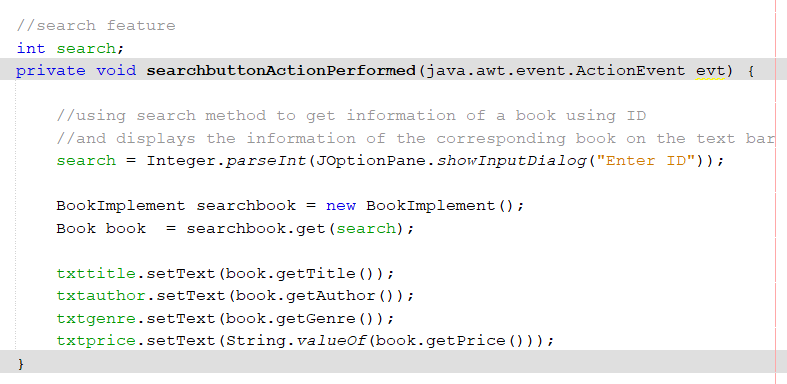 //search feature
int search;
private void searchbuttonActionPerformed(java.awt.event.ActionEvent evt) {
//using search method to get information of a book using ID
//and displays the information of the corresponding book on the text bar
search = Integer.parseInt(JOptionPane.showInputDialog("Enter ID"));
BookImplement searchbook = new BookImplement();
Book book  = searchbook.get(search);
txttitle.setText(book.getTitle());
txtauthor.setText(book.getAuthor());
txtgenre.setText(book.getGenre());
txtprice.setText(String.valueOf(book.getPrice()));
}